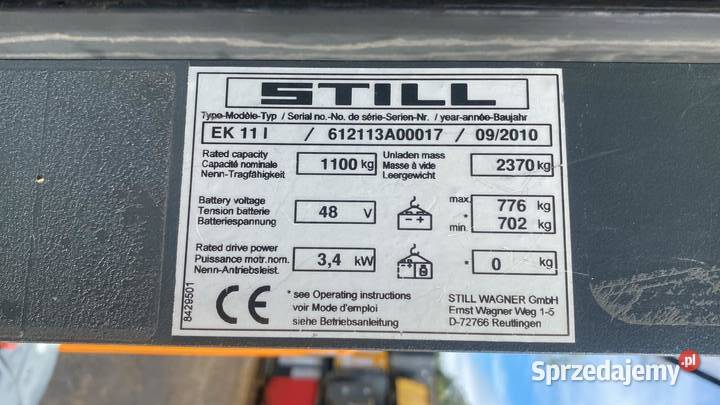 STILL
Type-Modèle-Typ / Serial no.-No. de série-Serien-Nr. / year-année-Baujahr
EK 11 I / 612113A00017 / 09/2010
Rated capacity
Capacité nominale
Nenn-Tragfähigkeit
1100 kg
Unladen mass
Masse à vide
Leergewicht
2370 kg
Battery voltage
Tension batterie
Batteriespannung
48 V
- +
max. 776 kg
*
min. 702 kg
Rated drive power
Puissance motr.nom.
Nenn-Antriebsleist.
3,4 kW
* 0 kg
8429501
CE
* see Operating instructions
voir Mode d'emploi
siehe Betriebsanleitung
STILL WAGNER GmbH
Ernst Wagner Weg 1-5
D-72766 Reutlingen
Sprzedajemy.pl